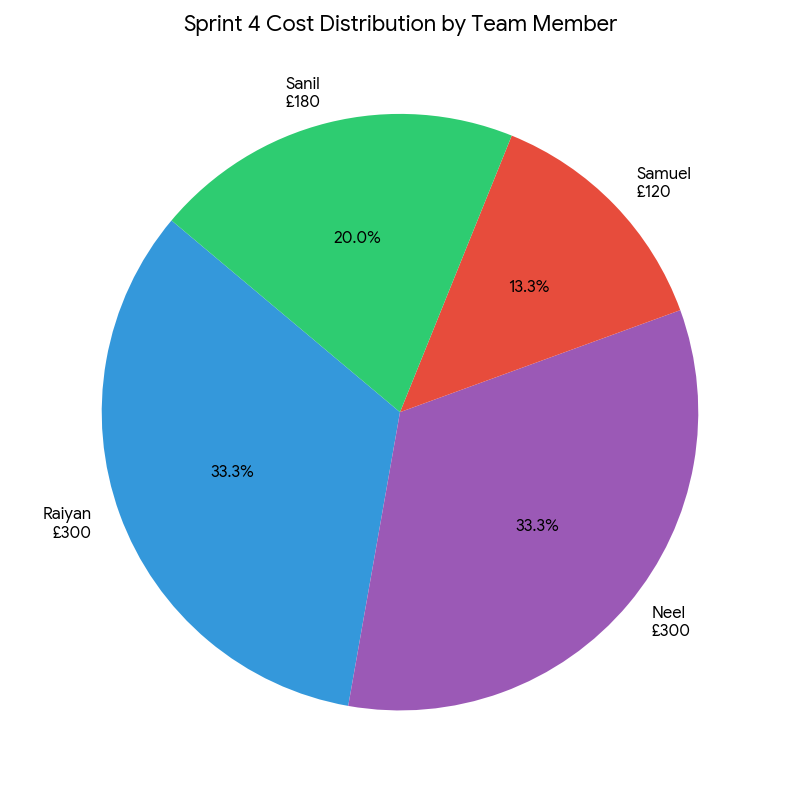 Sprint 4 Cost Distribution by Team Member
Sanil
£180
Samuel
£120
20.0%
13.3%
33.3%
Raiyan
£300
33.3%
Neel
£300